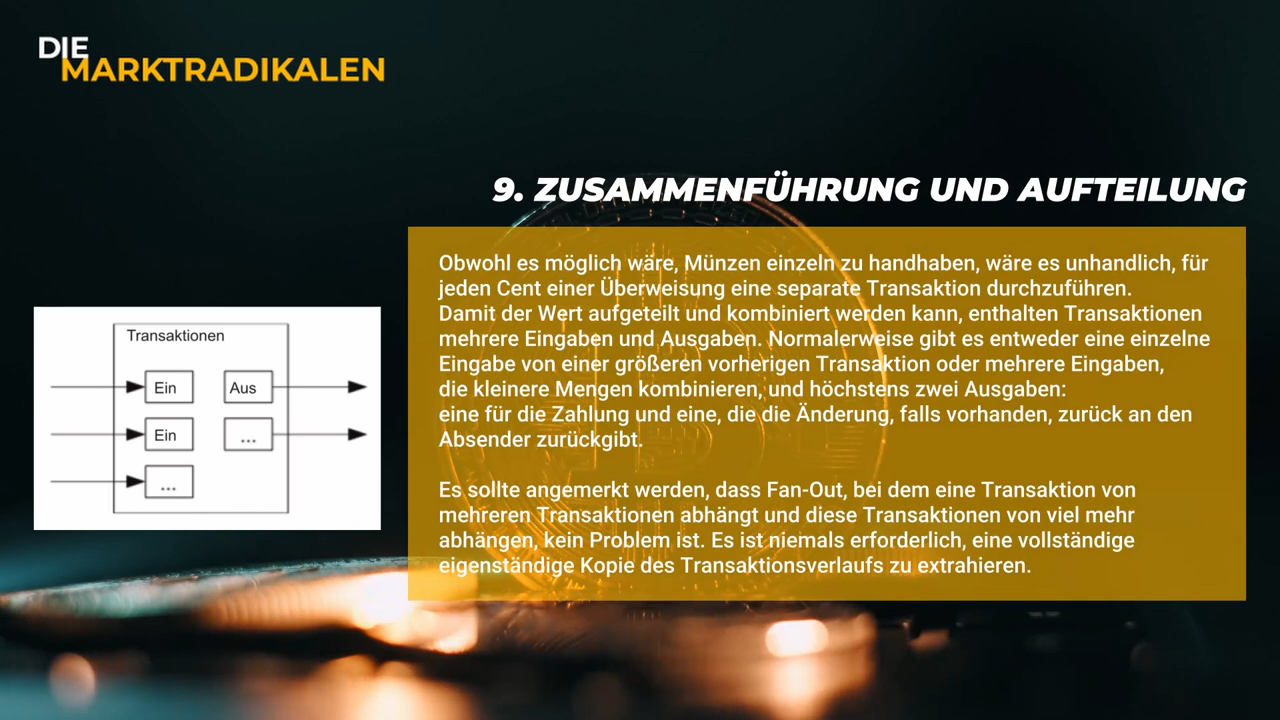 DIE
MARKTRADIKALEN
9. ZUSAMMENFÜHRUNG UND AUFTEILUNG
Transaktionen
Ein
Aus
Ein
...
...
Obwohl es möglich wäre, Münzen einzeln zu handhaben, wäre es unhandlich, für
jeden Cent einer Überweisung eine separate Transaktion durchzuführen.
Damit der Wert aufgeteilt und kombiniert werden kann, enthalten Transaktionen
mehrere Eingaben und Ausgaben. Normalerweise gibt es entweder eine einzelne
Eingabe von einer größeren vorherigen Transaktion oder mehrere Eingaben,
die kleinere Mengen kombinieren, und höchstens zwei Ausgaben:
eine für die Zahlung und eine, die die Änderung, falls vorhanden, zurück an den
Absender zurückgibt.
Es sollte angemerkt werden, dass Fan-Out, bei dem eine Transaktion von
mehreren Transaktionen abhängt und diese Transaktionen von viel mehr
abhängen, kein Problem ist. Es ist niemals erforderlich, eine vollständige
eigenständige Kopie des Transaktionsverlaufs zu extrahieren.